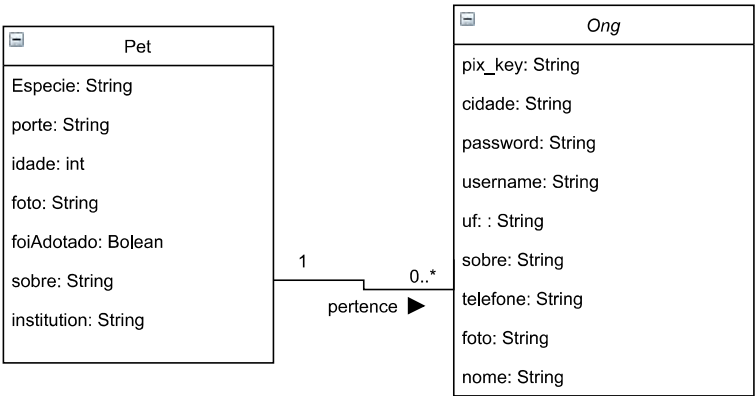 Pet
Especie: String
porte: String
idade: int
foto: String
foiAdotado: Bolean
sobre: String
institution: String
1
0..*
pertence ▶
Ong
pix_key: String
cidade: String
password: String
username: String
uf: : String
sobre: String
telefone: String
foto: String
nome: String